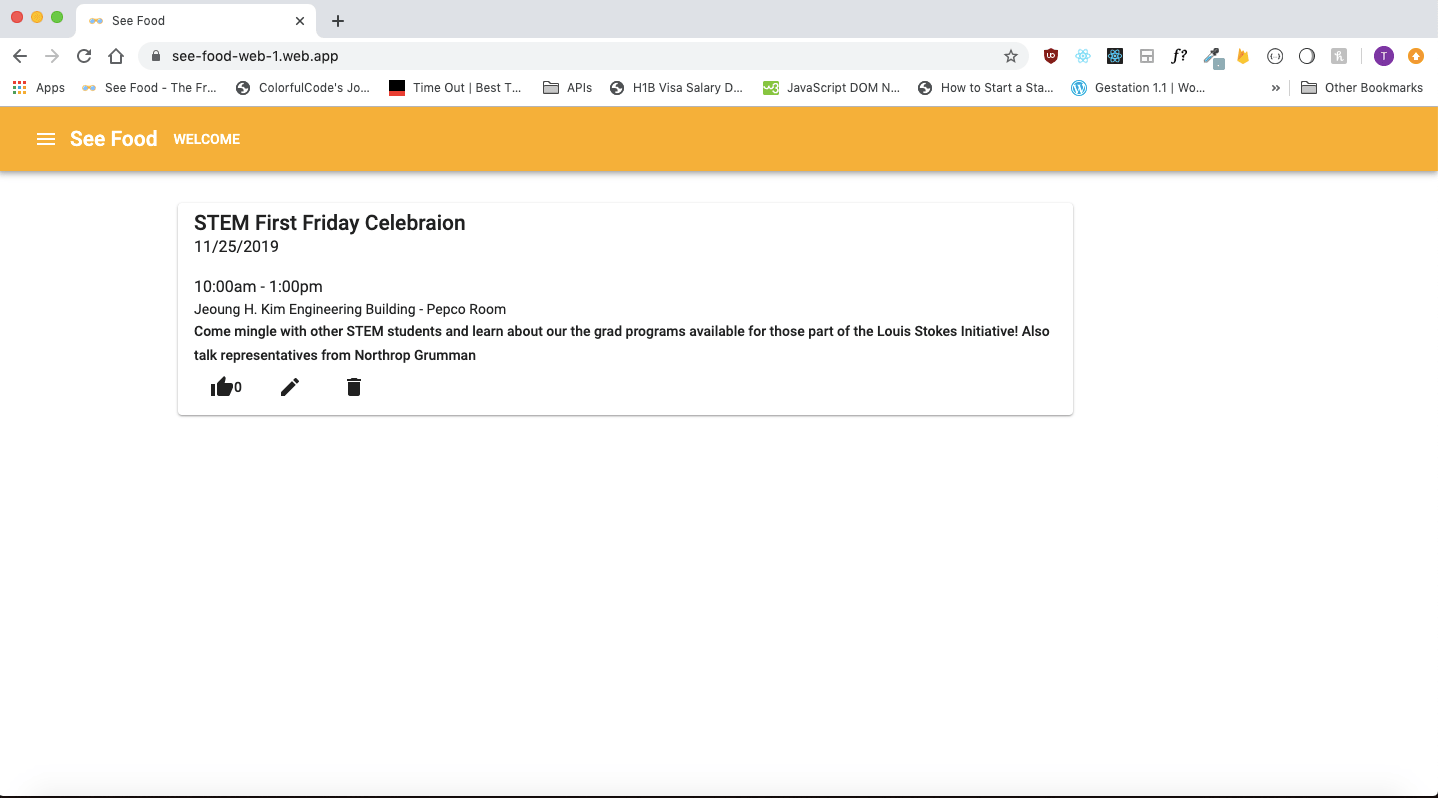 See Food
see-food-web-1.web.app
f?
T
Apps
See Food - The Fr...
ColorfulCode's Jo...
Time Out | Best T...
APIs
H1B Visa Salary D...
JavaScript DOM N...
How to Start a Sta...
Gestation 1.1 | Wo...
»
Other Bookmarks
See Food WELCOME
STEM First Friday Celebraion
11/25/2019
10:00am - 1:00pm
Jeoung H. Kim Engineering Building - Pepco Room
Come mingle with other STEM students and learn about our the grad programs available for those part of the Louis Stokes Initiative! Also
talk representatives from Northrop Grumman
0